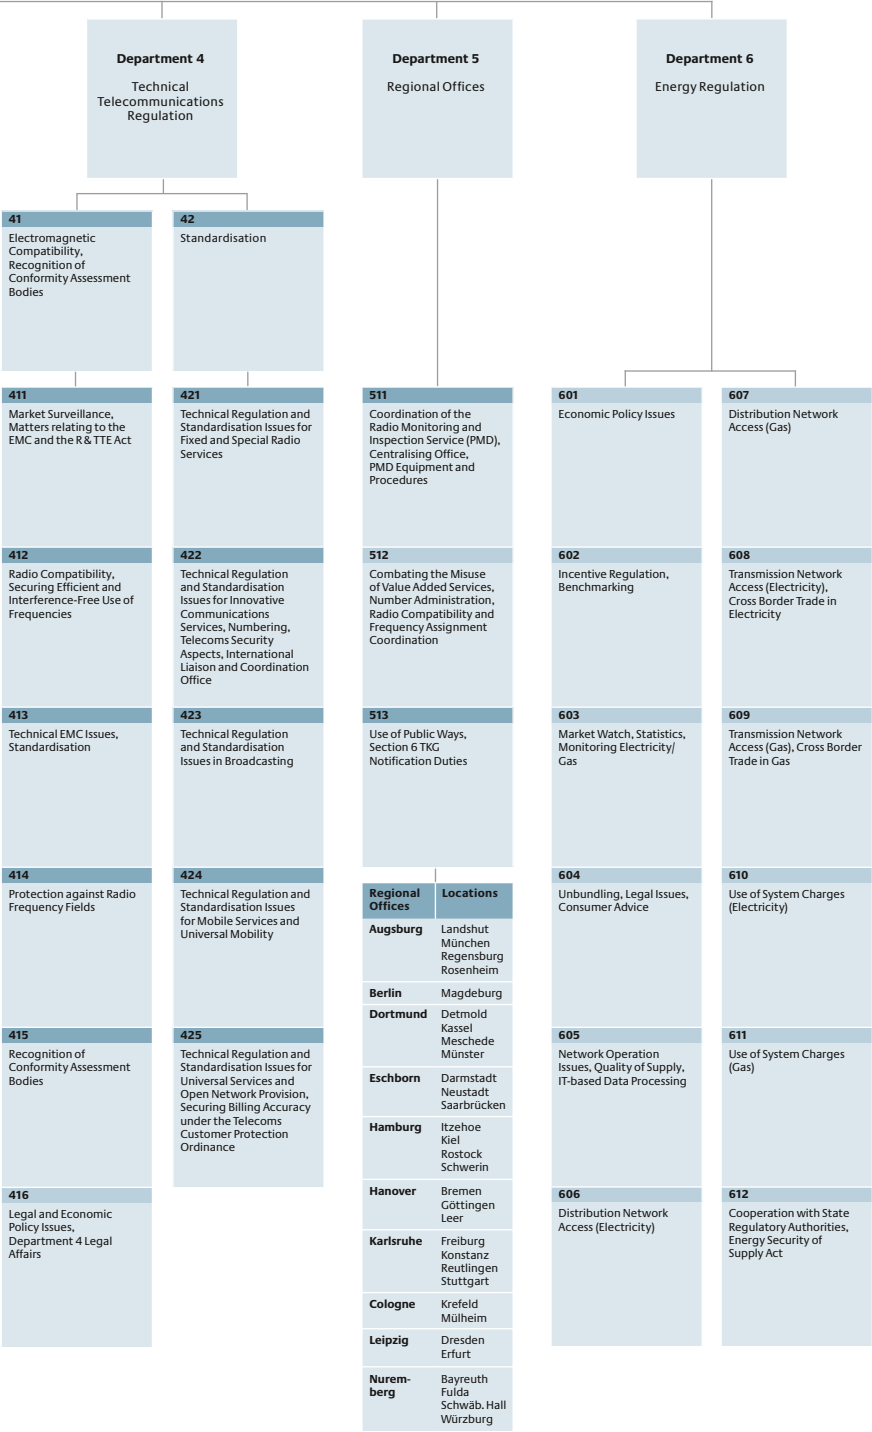 Department 4
Technical
Telecommunications
Regulation
Department 5
Regional Offices
Department 6
Energy Regulation
41
Electromagnetic
Compatibility,
Recognition of
Conformity Assessment
Bodies
42
Standardisation
411
Market Surveillance,
Matters relating to the
EMC and the R & TTE Act
412
Radio Compatibility,
Securing Efficient and
Interference-Free Use of
Frequencies
413
Technical EMC Issues,
Standardisation
414
Protection against Radio
Frequency Fields
415
Recognition of
Conformity Assessment
Bodies
416
Legal and Economic
Policy Issues,
Department 4 Legal
Affairs
421
Technical Regulation and
Standardisation Issues for
Fixed and Special Radio
Services
422
Technical Regulation
and Standardisation
Issues for Innovative
Communications
Services, Numbering,
Telecoms Security
Aspects, International
Liaison and Coordination
Office
423
Technical Regulation
and Standardisation
Issues in Broadcasting
424
Technical Regulation and
Standardisation Issues
for Mobile Services and
Universal Mobility
425
Technical Regulation and
Standardisation Issues for
Universal Services and
Open Network Provision,
Securing Billing Accuracy
under the Telecoms
Customer Protection
Ordinance
511
Coordination of the
Radio Monitoring and
Inspection Service (PMD),
Centralising Office,
PMD Equipment and
Procedures
512
Combating the Misuse
of Value Added Services,
Number Administration,
Radio Compatibility and
Frequency Assignment
Coordination
513
Use of Public Ways,
Section 6 TKG
Notification Duties
Regional Locations
Offices
Augsburg Landshut
München
Regensburg
Rosenheim
Berlin Magdeburg
Dortmund Detmold
Kassel
Meschede
Münster
Eschborn Darmstadt
Neustadt
Saarbrücken
Hamburg Itzehoe
Kiel
Rostock
Schwerin
Hanover Bremen
Göttingen
Leer
Karlsruhe Freiburg
Konstanz
Reutlingen
Stuttgart
Cologne Krefeld
Mülheim
Leipzig Dresden
Erfurt
Nurem- Bayreuth
berg Fulda
Schwäb. Hall
Würzburg
601
Economic Policy Issues
602
Incentive Regulation,
Benchmarking
603
Market Watch, Statistics,
Monitoring Electricity/
Gas
604
Unbundling, Legal Issues,
Consumer Advice
605
Network Operation
Issues, Quality of Supply,
IT-based Data Processing
606
Distribution Network
Access (Electricity)
607
Distribution Network
Access (Gas)
608
Transmission Network
Access (Electricity),
Cross Border Trade in
Electricity
609
Transmission Network
Access (Gas), Cross Border
Trade in Gas
610
Use of System Charges
(Electricity)
611
Use of System Charges
(Gas)
612
Cooperation with State
Regulatory Authorities,
Energy Security of
Supply Act